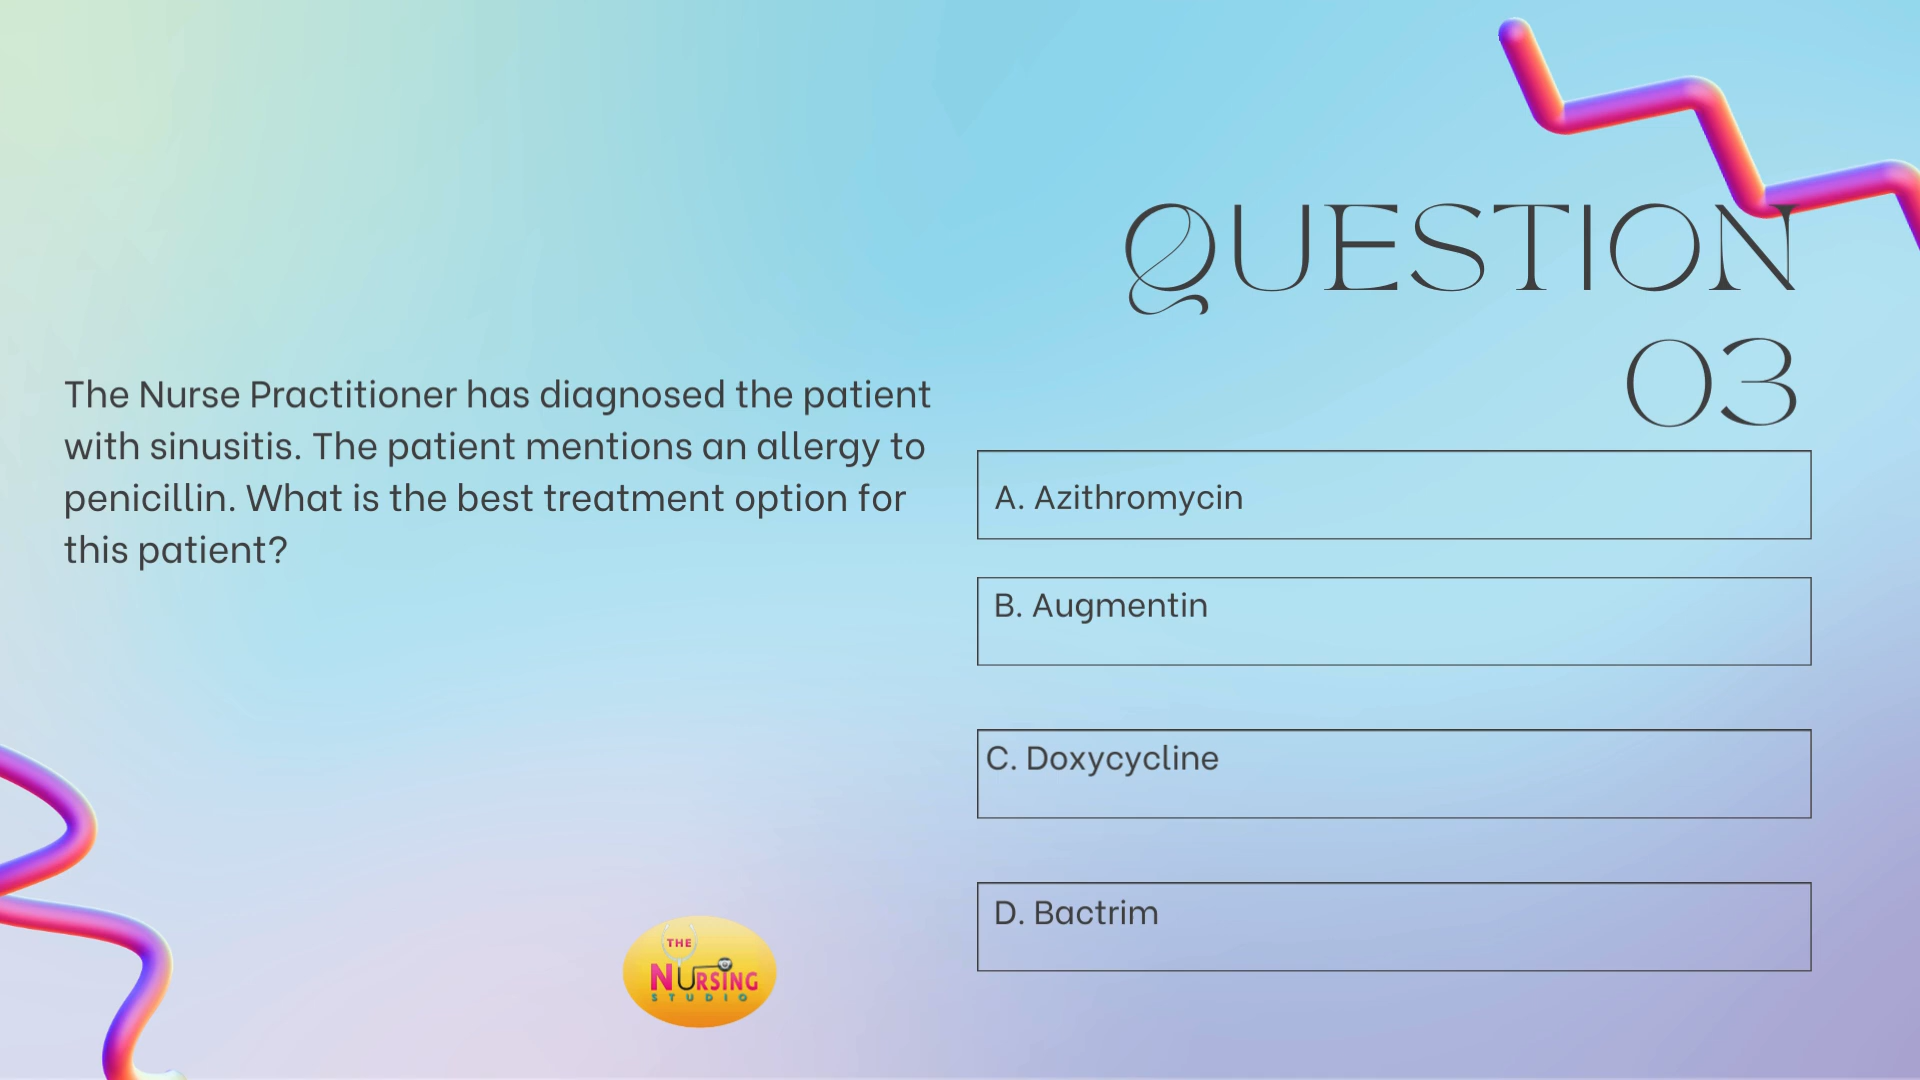 QUESTION
03
The Nurse Practitioner has diagnosed the patient
with sinusitis. The patient mentions an allergy to
penicillin. What is the best treatment option for
this patient?
A. Azithromycin
B. Augmentin
C. Doxycycline
D. Bactrim
THE
NURSING
STUDIO